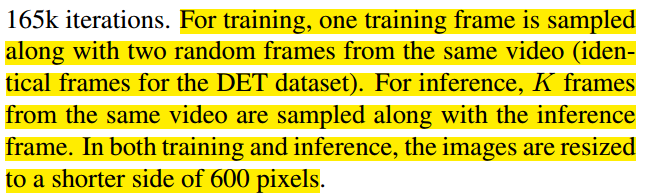 165k iterations. For training, one training frame is sampled
along with two random frames from the same video (iden-
tical frames for the DET dataset). For inference, K frames
from the same video are sampled along with the inference
frame. In both training and inference, the images are resized
to a shorter side of 600 pixels.